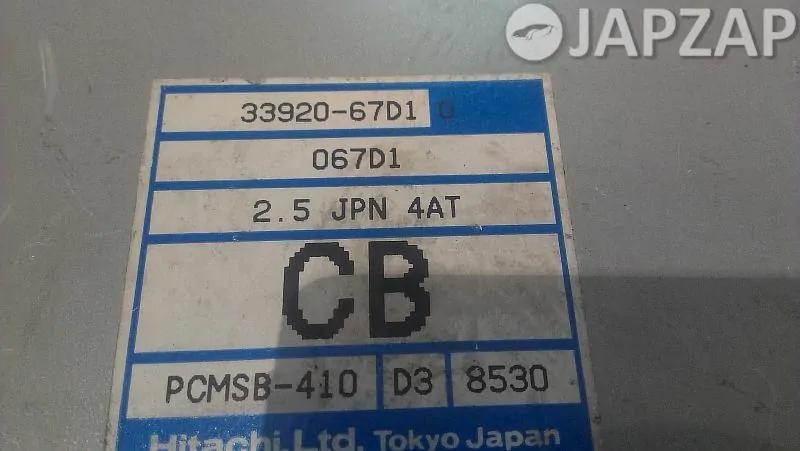 JAPZAP
33920-67D1 0
067D1
2.5 JPN 4AT
CB
PCMSB-410 D3 8530
Hitachi,Ltd. Tokyo Japan